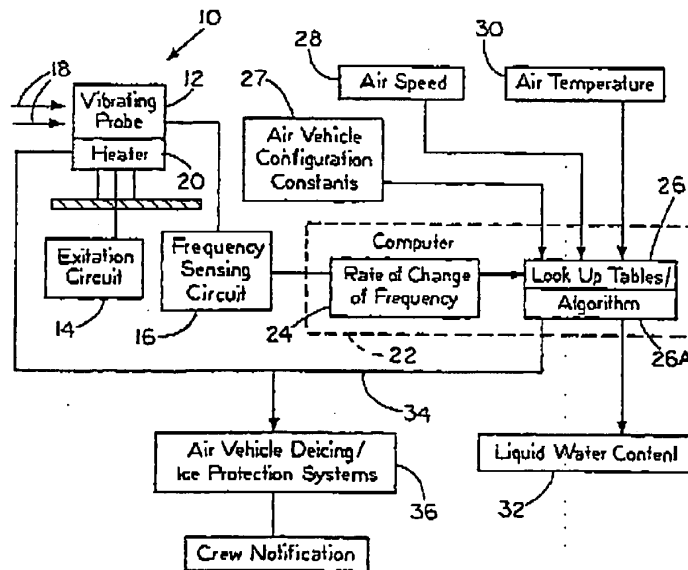 10
28
30
18
12
Vibrating
Probe
27
Air Speed
Air Temperature
Heater
20
Air Vehicle
Configuration
Constants
26
Exitation
Circuit
14
Frequency
Sensing
Circuit
16
Computer
Rate of Change
of Frequency
24
22
Look Up Tables/
Algorithm
26A
34
Air Vehicle Deicing/
Ice Protection Systems
36
Liquid Water Content
32
Crew Notification